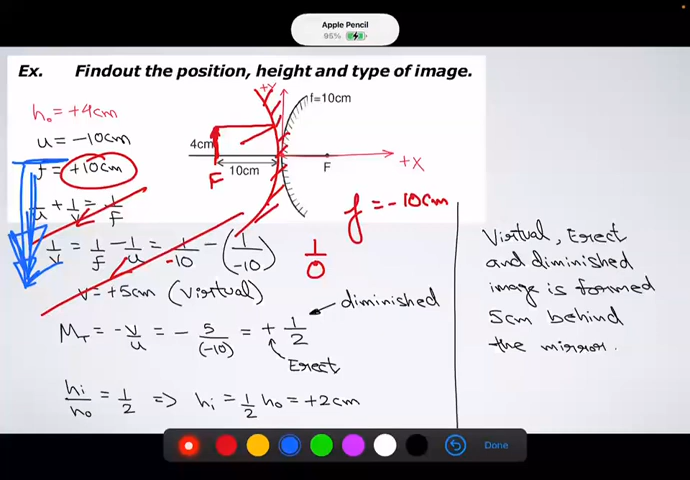 Apple Pencil
95%
Ex. Findout the position, height and type of image.
h₀ = +4cm
u = -10cm
f = +10cm
1/u + 1/v = 1/f
1/v = 1/f - 1/u = 1/-10 - (1/-10)
1/0
v = +5cm (virtual)
+Y
f=10cm
4cm
10cm
F
F
+X
f = -10cm
diminished
M_T = -v/u = - 5/(-10) = + 1/2
Erect
hᵢ/h₀ = 1/2 ⇒ hᵢ = 1/2 h₀ = +2cm
Virtual, Erect
and diminished
image is formed
5cm behind
the mirror.
Done